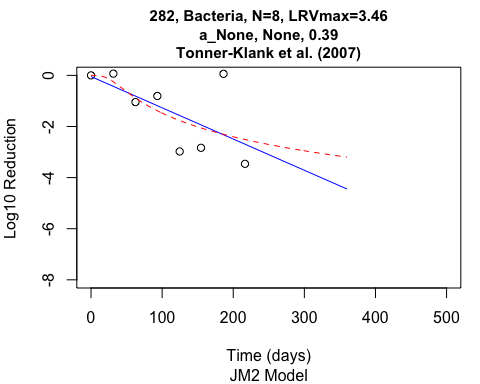 282, Bacteria, N=8, LRVmax=3.46
a_None, None, 0.39
Tonner-Klank et al. (2007)
Log10 Reduction
0
-2
-4
-6
-8
0 100 200 300 400 500
Time (days)
JM2 Model